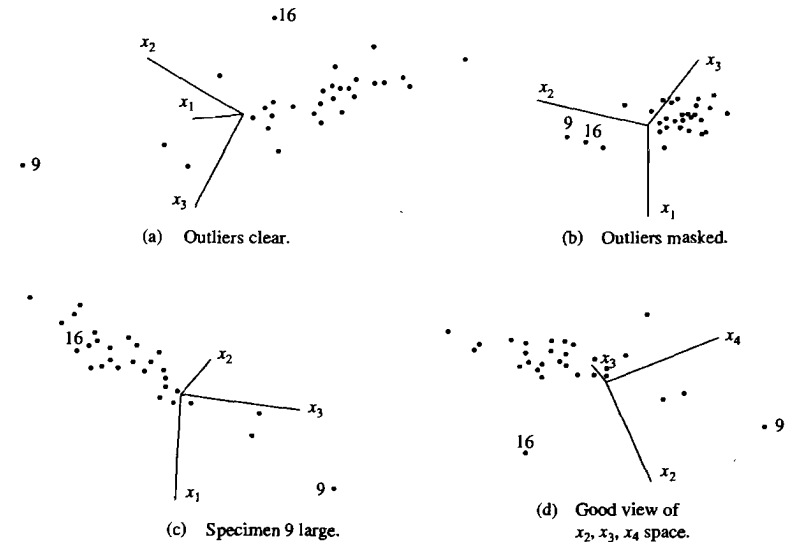 16
x₂
x₁
9
x₃
(a) Outliers clear.
x₃
x₂
9 16
x₁
(b) Outliers masked.
16
x₂
x₃
x₁
9
(c) Specimen 9 large.
x₄
x₃
9
16
x₂
(d) Good view of
x₂, x₃, x₄ space.